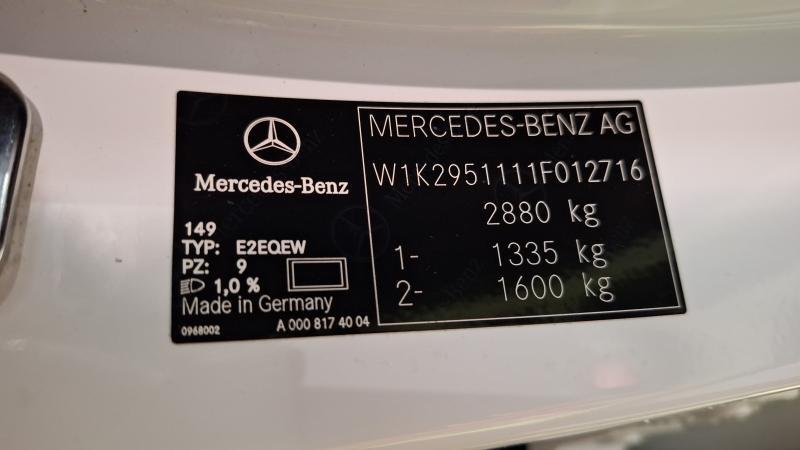 Mercedes-Benz
149
TYP: E2EQEW
PZ: 9
1,0 %
Made in Germany
0968002 A 000 817 40 04
MERCEDES-BENZ AG
W1K2951111F012716
2880 kg
1- 1335 kg
2- 1600 kg